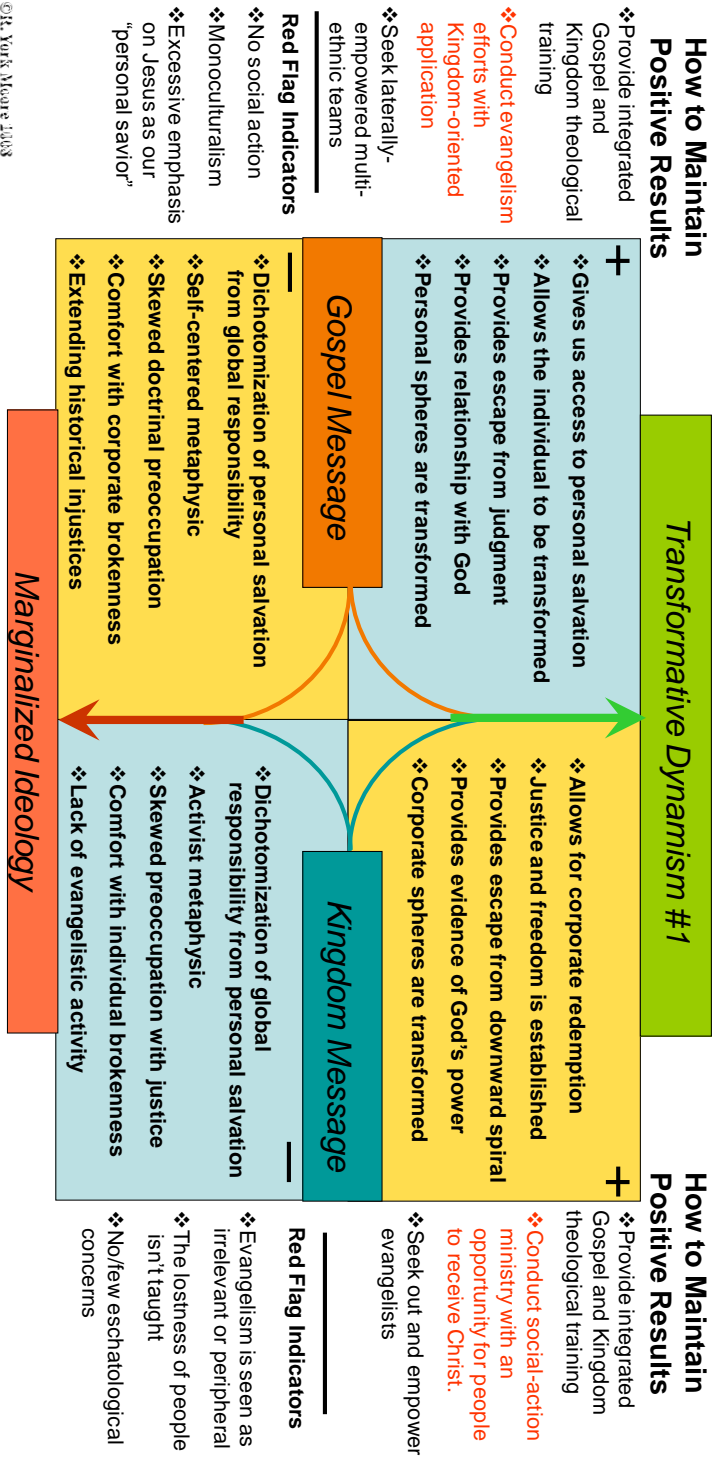 Transformative Dynamism #1
How to Maintain
Positive Results
❖Provide integrated
Gospel and
Kingdom theological
training
❖Conduct evangelism
efforts with
Kingdom-oriented
application
❖Seek laterally-
empowered multi-
ethnic teams
Red Flag Indicators
❖No social action
❖Monoculturalism
❖Excessive emphasis
on Jesus as our
"personal savior"
+
❖Gives us access to personal salvation
❖Allows the individual to be transformed
❖Provides escape from judgment
❖Provides relationship with God
❖Personal spheres are transformed
Gospel Message
–
❖Dichotomization of personal salvation
from global responsibility
❖Self-centered metaphysic
❖Skewed doctrinal preoccupation
❖Comfort with corporate brokenness
❖Extending historical injustices
+
❖Allows for corporate redemption
❖Justice and freedom is established
❖Provides escape from downward spiral
❖Provides evidence of God's power
❖Corporate spheres are transformed
Kingdom Message
–
❖Dichotomization of global
responsibility from personal salvation
❖Activist metaphysic
❖Skewed preoccupation with justice
❖Comfort with individual brokenness
❖Lack of evangelistic activity
How to Maintain
Positive Results
❖Provide integrated
Gospel and Kingdom
theological training
❖Conduct social-action
ministry with an
opportunity for people
to receive Christ.
❖Seek out and empower
evangelists
Red Flag Indicators
❖Evangelism is seen as
irrelevant or peripheral
❖The lostness of people
isn't taught
❖No/few eschatological
concerns
Marginalized Ideology
©R. York Moore